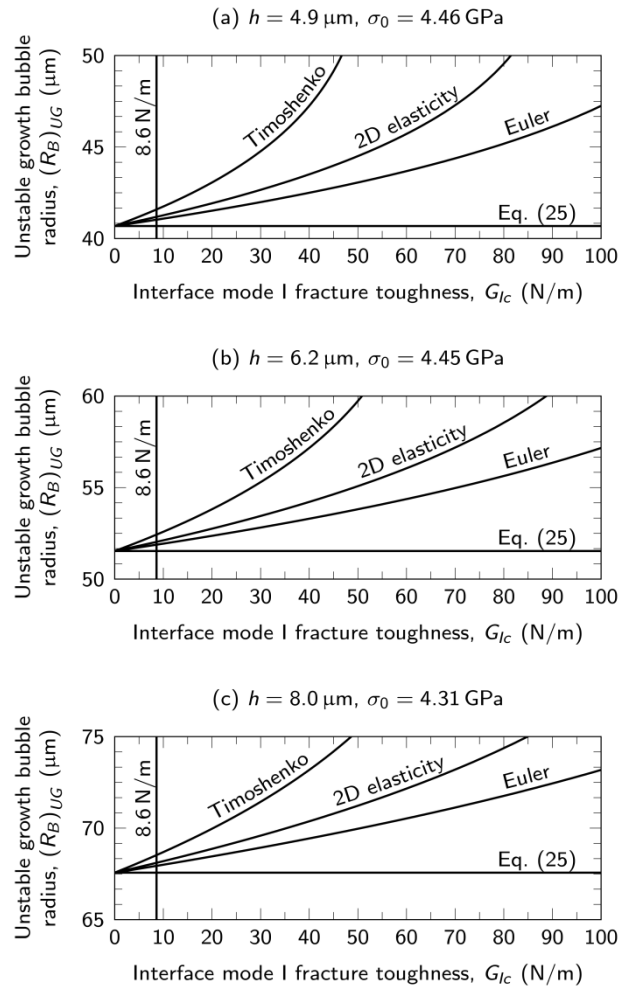 (a) h = 4.9 μm, σ0 = 4.46 GPa
Unstable growth bubble
radius, (RB)UG (μm)
50
45
40
8.6 N/m
Timoshenko
2D elasticity
Euler
Eq. (25)
0 10 20 30 40 50 60 70 80 90 100
Interface mode I fracture toughness, GIc (N/m)
(b) h = 6.2 μm, σ0 = 4.45 GPa
Unstable growth bubble
radius, (RB)UG (μm)
60
55
50
8.6 N/m
Timoshenko
2D elasticity
Euler
Eq. (25)
0 10 20 30 40 50 60 70 80 90 100
Interface mode I fracture toughness, GIc (N/m)
(c) h = 8.0 μm, σ0 = 4.31 GPa
Unstable growth bubble
radius, (RB)UG (μm)
75
70
65
8.6 N/m
Timoshenko
2D elasticity
Euler
Eq. (25)
0 10 20 30 40 50 60 70 80 90 100
Interface mode I fracture toughness, GIc (N/m)